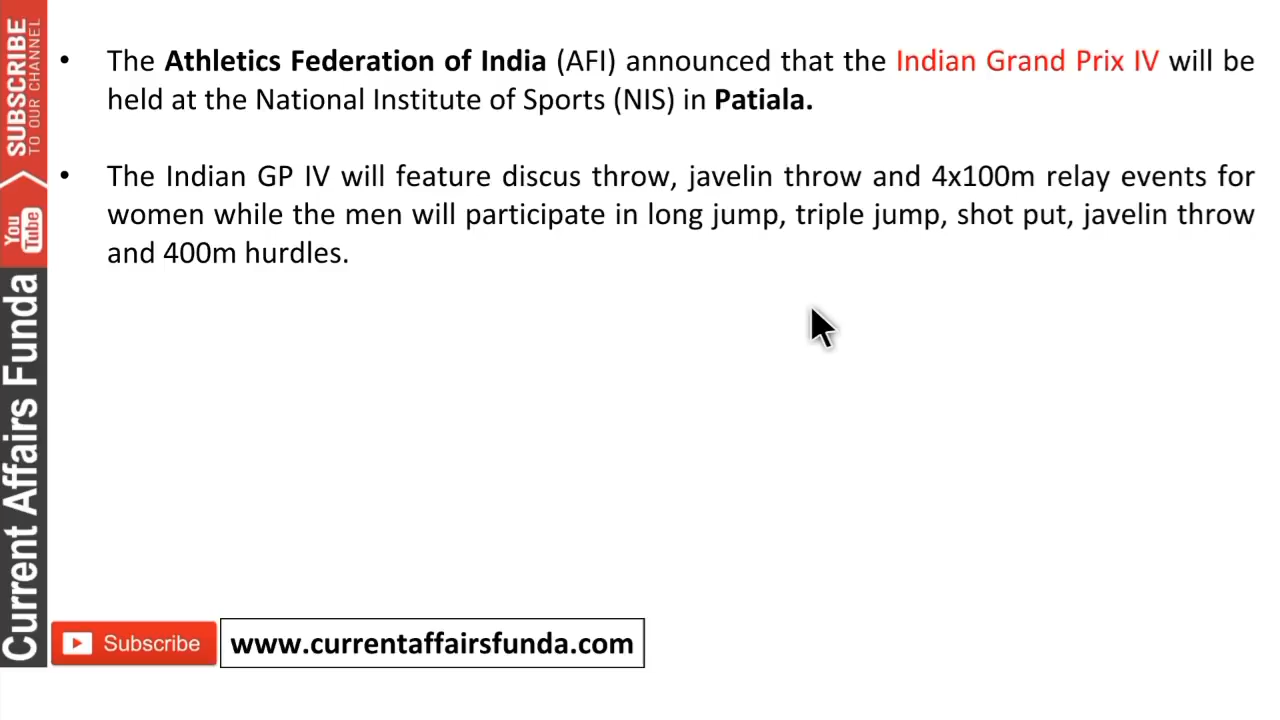 • The Athletics Federation of India (AFI) announced that the Indian Grand Prix IV will be
held at the National Institute of Sports (NIS) in Patiala.
• The Indian GP IV will feature discus throw, javelin throw and 4x100m relay events for
women while the men will participate in long jump, triple jump, shot put, javelin throw
and 400m hurdles.
SUBSCRIBE
TO OUR CHANNEL
You
Tube
Current Affairs Funda
Subscribe
www.currentaffairsfunda.com